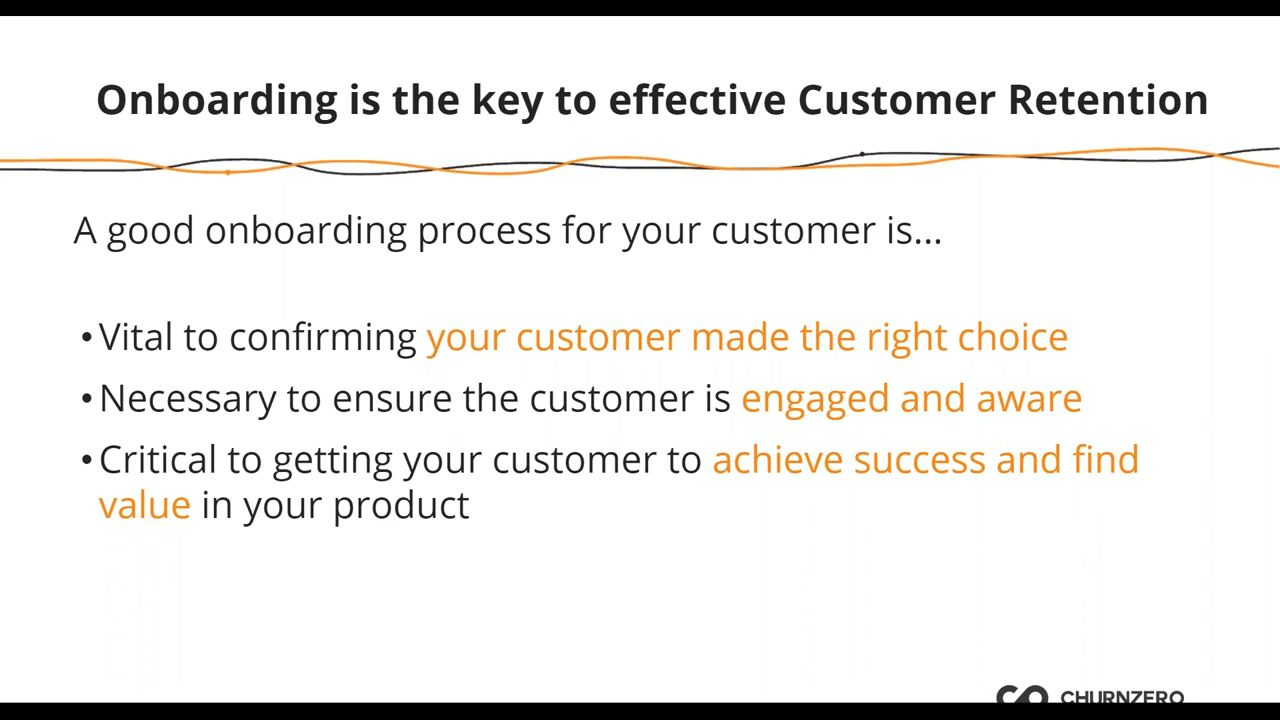 Onboarding is the key to effective Customer Retention
A good onboarding process for your customer is...
•Vital to confirming your customer made the right choice
•Necessary to ensure the customer is engaged and aware
•Critical to getting your customer to achieve success and find
value in your product
CHURNZERO